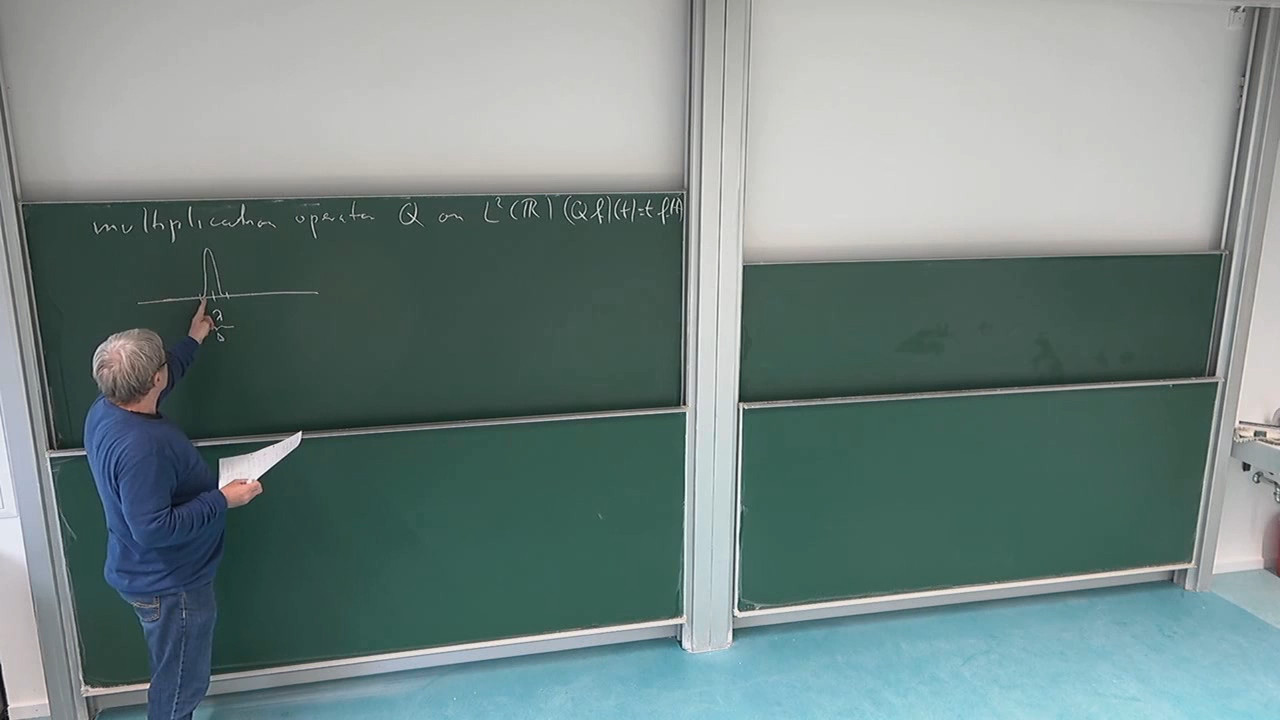 multiplication operator Q on L²(ℝ) (Qf)(t)=t f(t)
λ